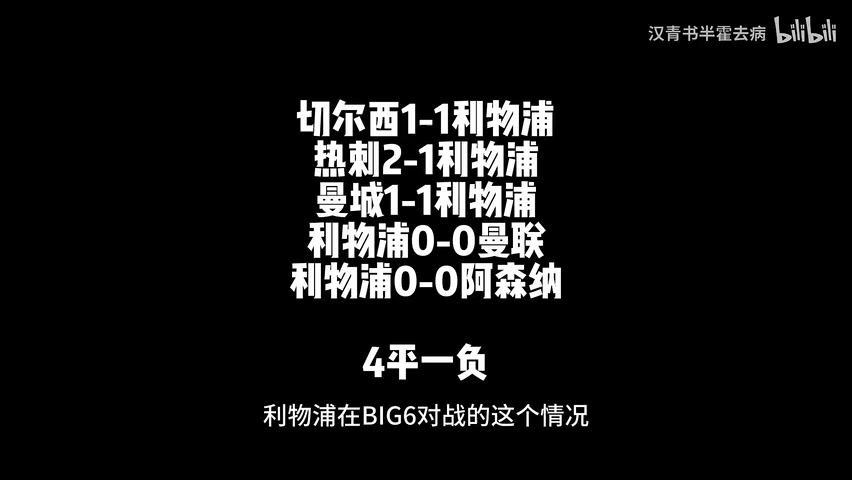 汉青书半霍去病 bilibili
切尔西1-1利物浦
热刺2-1利物浦
曼城1-1利物浦
利物浦0-0曼联
利物浦0-0阿森纳
4平一负
利物浦在BIG6对战的这个情况